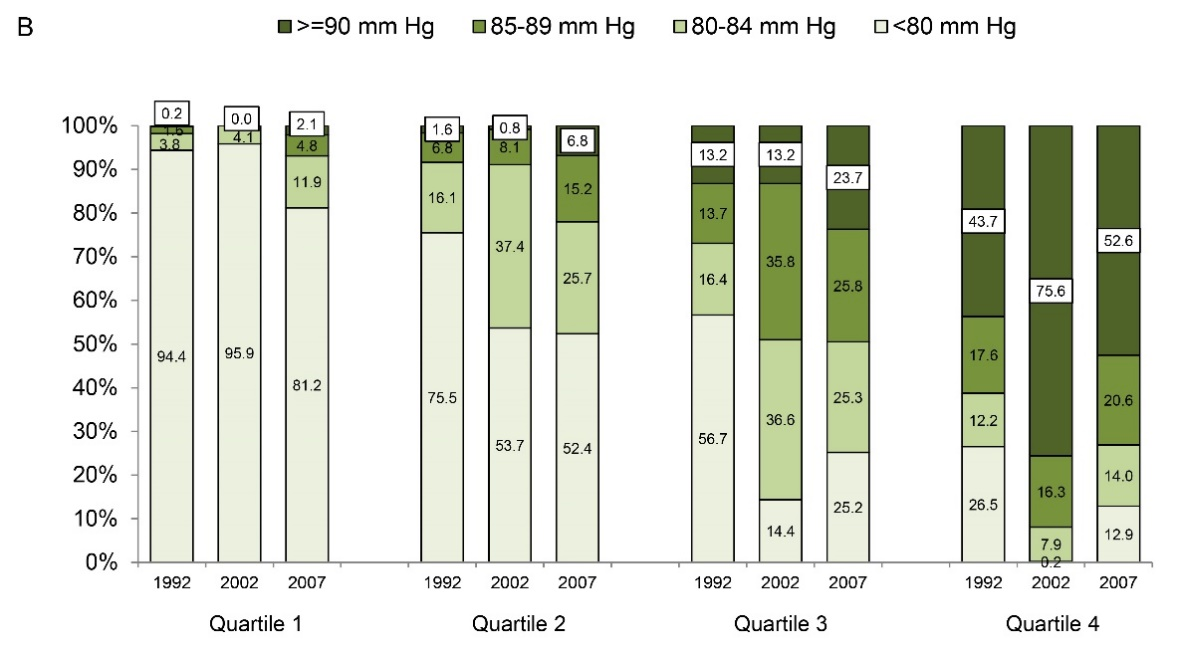 B
>=90 mm Hg 85-89 mm Hg 80-84 mm Hg <80 mm Hg
100%
90%
80%
70%
60%
50%
40%
30%
20%
10%
0%
0.2 1.6 3.8 94.4
0.0 4.1 95.9
2.1 4.8 11.9 81.2
1.6 6.8 16.1 75.5
0.8 8.1 37.4 53.7
6.8 15.2 25.7 52.4
13.2 13.7 16.4 56.7
13.2 35.8 36.6 14.4
23.7 25.8 25.3 25.2
43.7 17.6 12.2 26.5
75.6 16.3 7.9 0.2
52.6 20.6 14.0 12.9
1992 2002 2007 1992 2002 2007 1992 2002 2007 1992 2002 2007
Quartile 1 Quartile 2 Quartile 3 Quartile 4